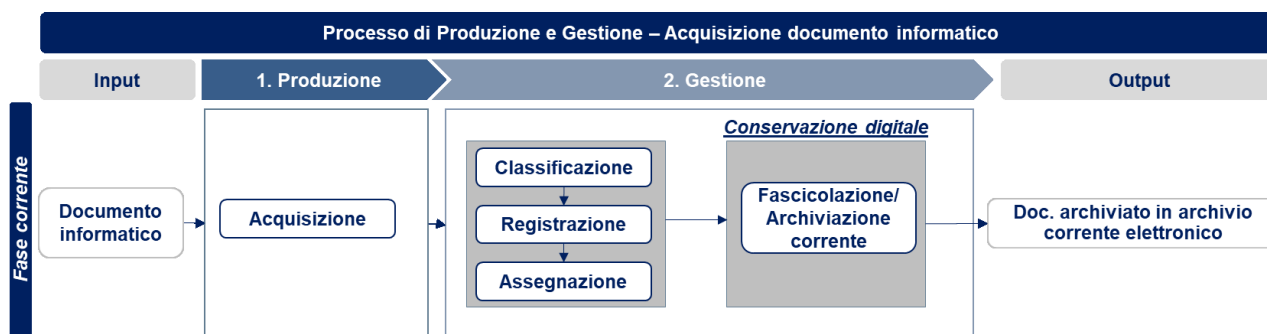 Processo di Produzione e Gestione – Acquisizione documento informatico
Input
1. Produzione
2. Gestione
Output
Fase corrente
Documento
informatico
Acquisizione
Classificazione
Registrazione
Assegnazione
Conservazione digitale
Fascicolazione/
Archiviazione
corrente
Doc. archiviato in archivio
corrente elettronico